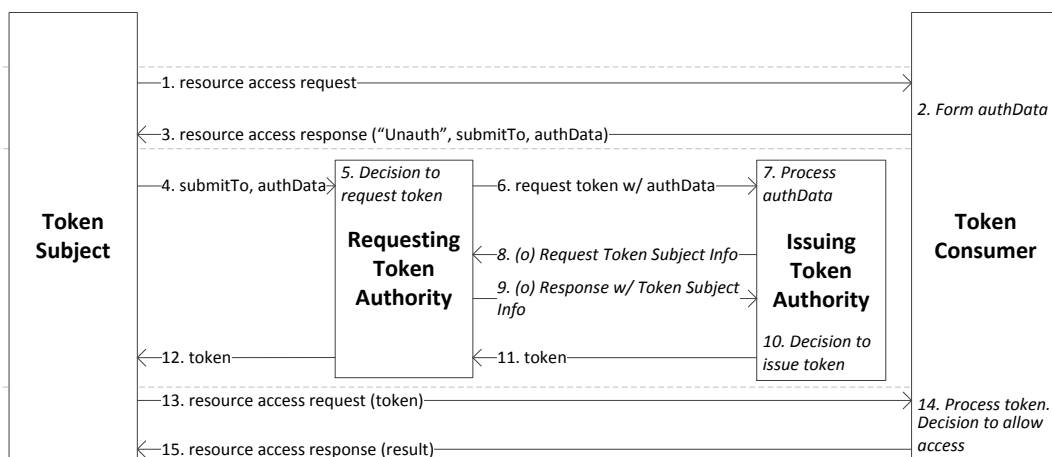 1. resource access request
2. Form authData
3. resource access response (“Unauth”, submitTo, authData)
4. submitTo, authData
5. Decision to
request token
6. request token w/ authData
7. Process
authData
Token
Subject
Requesting
Token
Authority
Issuing
Token
Authority
Token
Consumer
8. (o) Request Token Subject Info
9. (o) Response w/ Token Subject
Info
10. Decision to
issue token
11. token
12. token
13. resource access request (token)
14. Process token.
Decision to allow
access
15. resource access response (result)